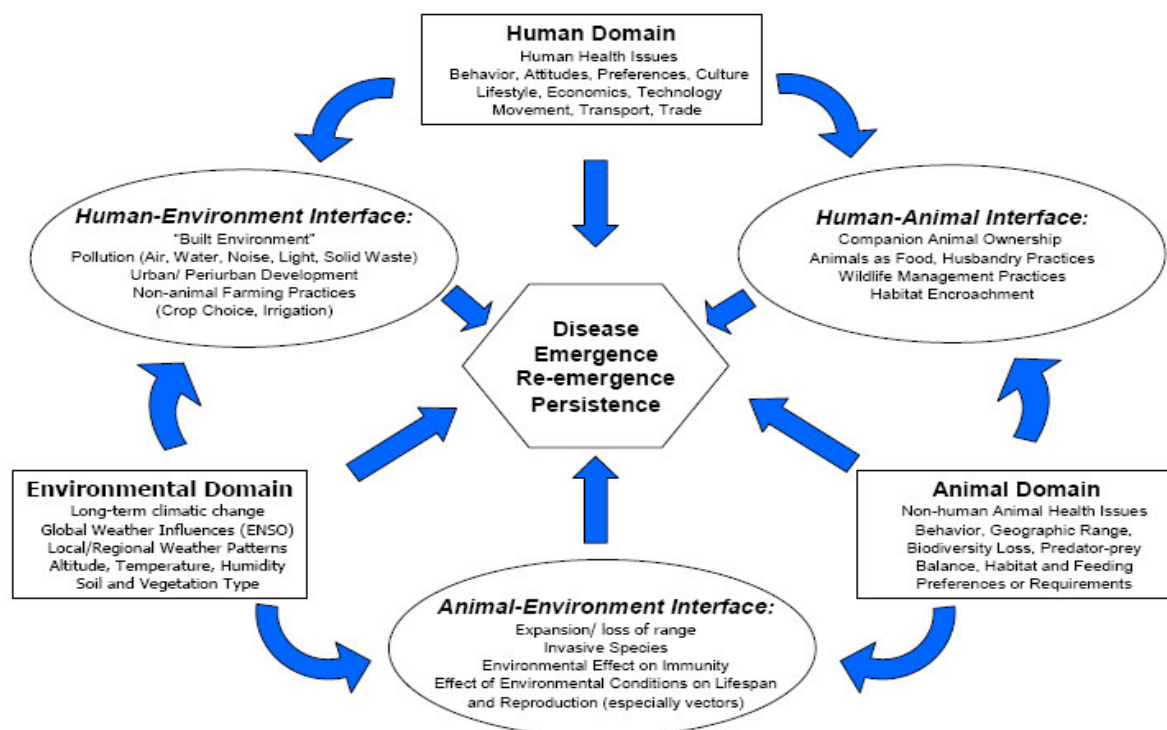 Human Domain
Human Health Issues
Behavior, Attitudes, Preferences, Culture
Lifestyle, Economics, Technology
Movement, Transport, Trade
Human-Environment Interface:
“Built Environment”
Pollution (Air, Water, Noise, Light, Solid Waste)
Urban/ Periurban Development
Non-animal Farming Practices
(Crop Choice, Irrigation)
Human-Animal Interface:
Companion Animal Ownership
Animals as Food, Husbandry Practices
Wildlife Management Practices
Habitat Encroachment
Disease
Emergence
Re-emergence
Persistence
Environmental Domain
Long-term climatic change
Global Weather Influences (ENSO)
Local/Regional Weather Patterns
Altitude, Temperature, Humidity
Soil and Vegetation Type
Animal Domain
Non-human Animal Health Issues
Behavior, Geographic Range,
Biodiversity Loss, Predator-prey
Balance, Habitat and Feeding
Preferences or Requirements
Animal-Environment Interface:
Expansion/ loss of range
Invasive Species
Environmental Effect on Immunity
Effect of Environmental Conditions on Lifespan
and Reproduction (especially vectors)